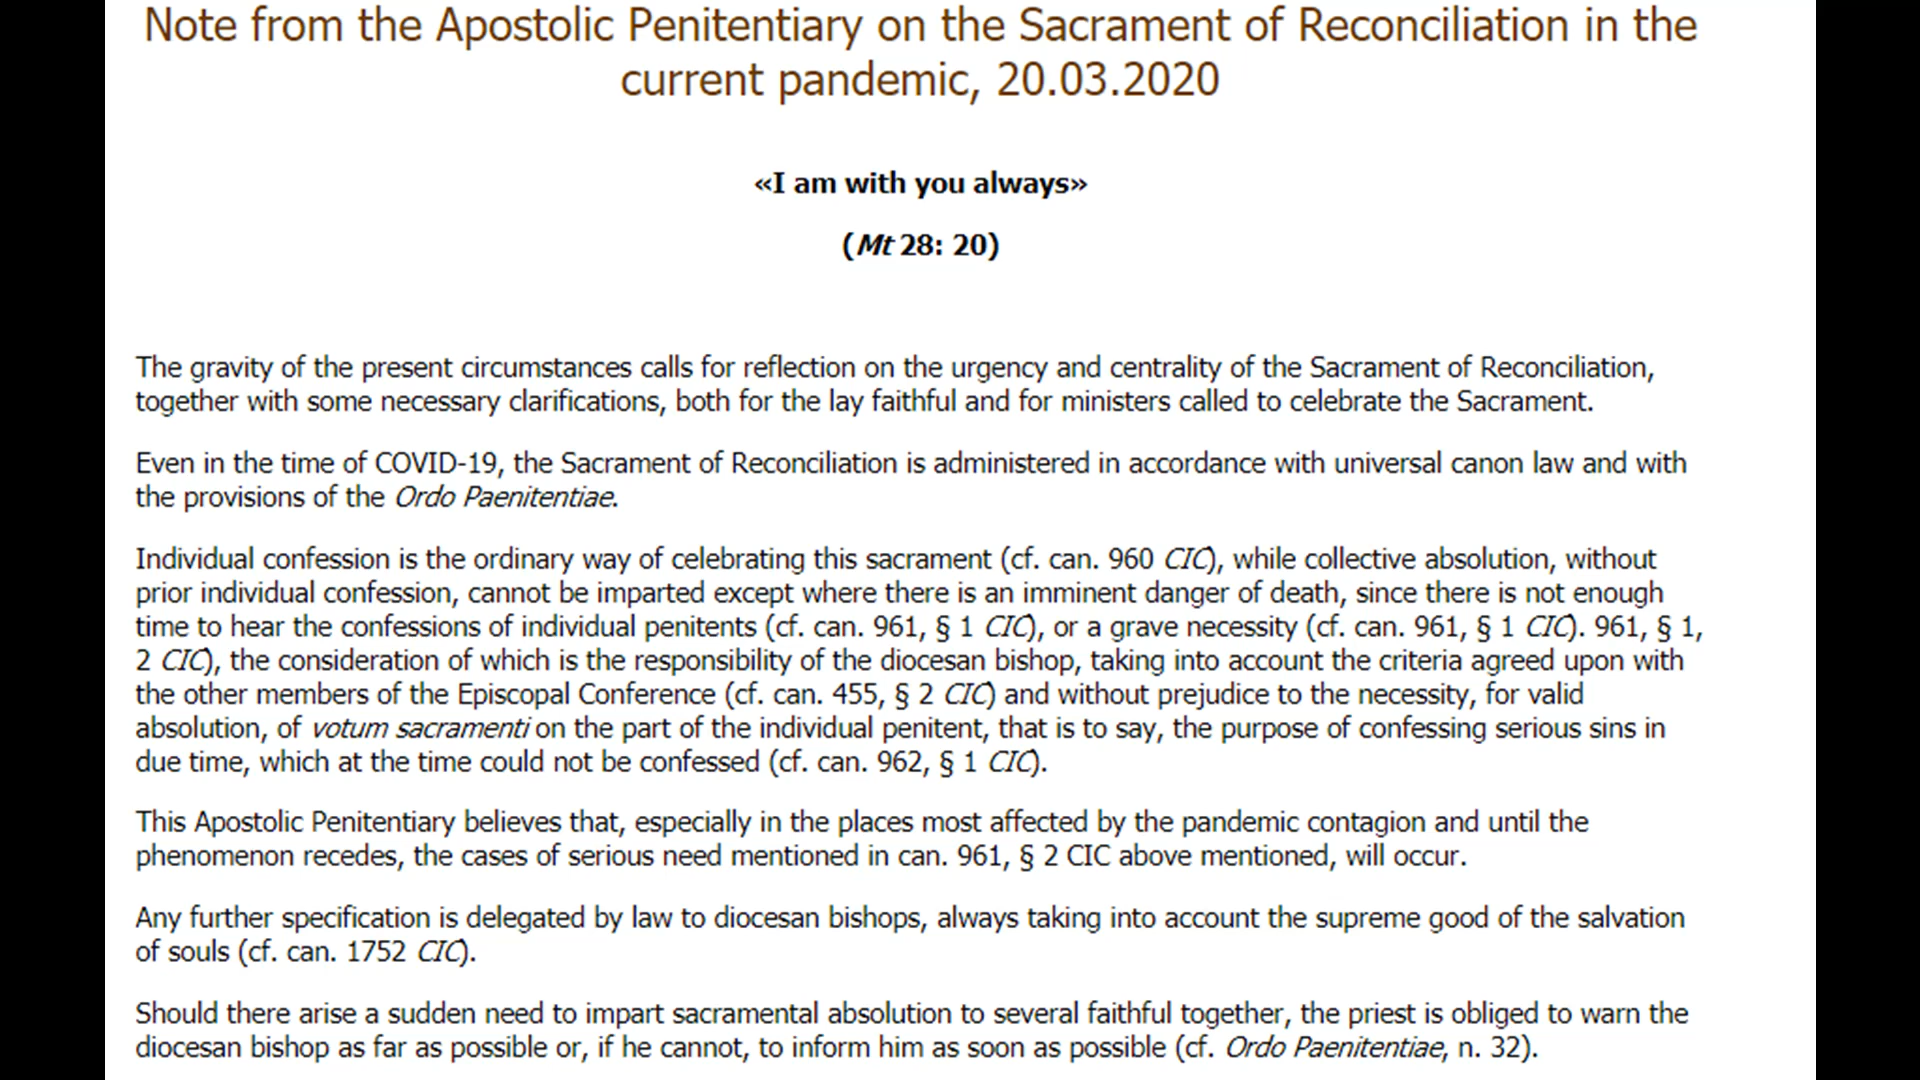 Note from the Apostolic Penitentiary on the Sacrament of Reconciliation in the
current pandemic, 20.03.2020
«I am with you always»
(Mt 28: 20)
The gravity of the present circumstances calls for reflection on the urgency and centrality of the Sacrament of Reconciliation,
together with some necessary clarifications, both for the lay faithful and for ministers called to celebrate the Sacrament.
Even in the time of COVID-19, the Sacrament of Reconciliation is administered in accordance with universal canon law and with
the provisions of the Ordo Paenitentiae.
Individual confession is the ordinary way of celebrating this sacrament (cf. can. 960 CIC), while collective absolution, without
prior individual confession, cannot be imparted except where there is an imminent danger of death, since there is not enough
time to hear the confessions of individual penitents (cf. can. 961, § 1 CIC), or a grave necessity (cf. can. 961, § 1 CIC). 961, § 1,
2 CIC), the consideration of which is the responsibility of the diocesan bishop, taking into account the criteria agreed upon with
the other members of the Episcopal Conference (cf. can. 455, § 2 CIC) and without prejudice to the necessity, for valid
absolution, of votum sacramenti on the part of the individual penitent, that is to say, the purpose of confessing serious sins in
due time, which at the time could not be confessed (cf. can. 962, § 1 CIC).
This Apostolic Penitentiary believes that, especially in the places most affected by the pandemic contagion and until the
phenomenon recedes, the cases of serious need mentioned in can. 961, § 2 CIC above mentioned, will occur.
Any further specification is delegated by law to diocesan bishops, always taking into account the supreme good of the salvation
of souls (cf. can. 1752 CIC).
Should there arise a sudden need to impart sacramental absolution to several faithful together, the priest is obliged to warn the
diocesan bishop as far as possible or, if he cannot, to inform him as soon as possible (cf. Ordo Paenitentiae, n. 32).